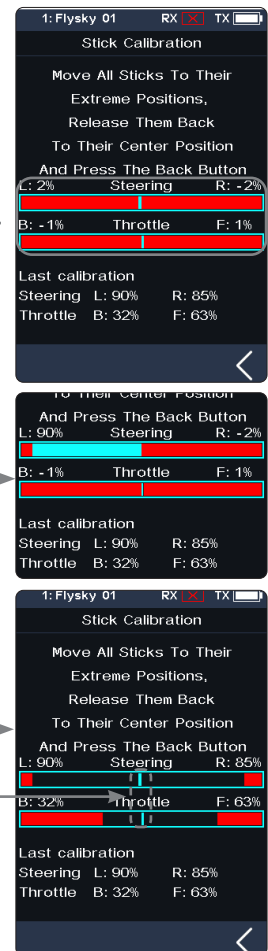 1: Flysky 01 RX TX
Stick Calibration
Move All Sticks To Their
Extreme Positions,
Release Them Back
To Their Center Position
And Press The Back Button
L: 2% Steering R: -2%
B: -1% Throttle F: 1%
Last calibration
Steering L: 90% R: 85%
Throttle B: 32% F: 63%
To Their Center Position
And Press The Back Button
L: 90% Steering R: -2%
B: -1% Throttle F: 1%
Last calibration
Steering L: 90% R: 85%
Throttle B: 32% F: 63%
1: Flysky 01 RX TX
Stick Calibration
Move All Sticks To Their
Extreme Positions,
Release Them Back
To Their Center Position
And Press The Back Button
L: 90% Steering R: 85%
B: 32% Throttle F: 63%
Last calibration
Steering L: 90% R: 85%
Throttle B: 32% F: 63%